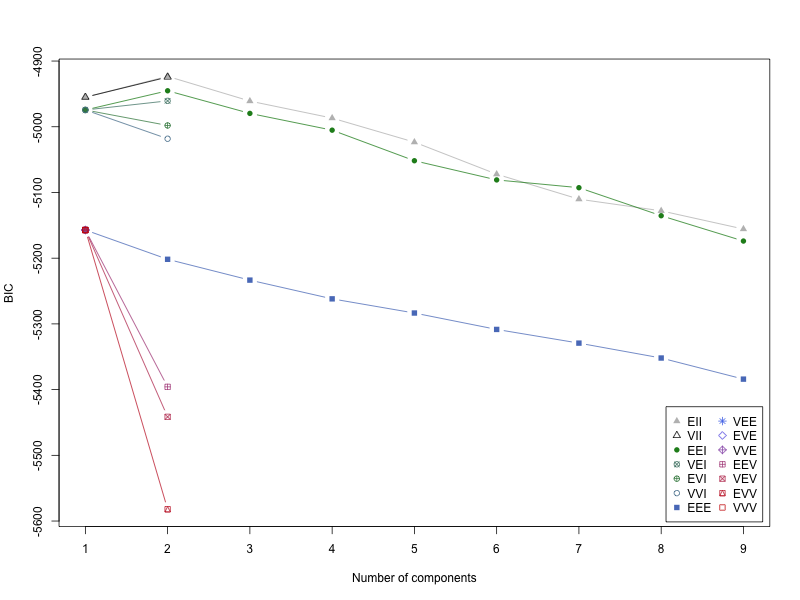 -4900
-5000
-5100
-5200
-5300
-5400
-5500
-5600
BIC
1 2 3 4 5 6 7 8 9
Number of components
EII VEE
VII EVE
EEI VVE
VEI EEV
EVI VEV
VVI EVV
EEE VVV